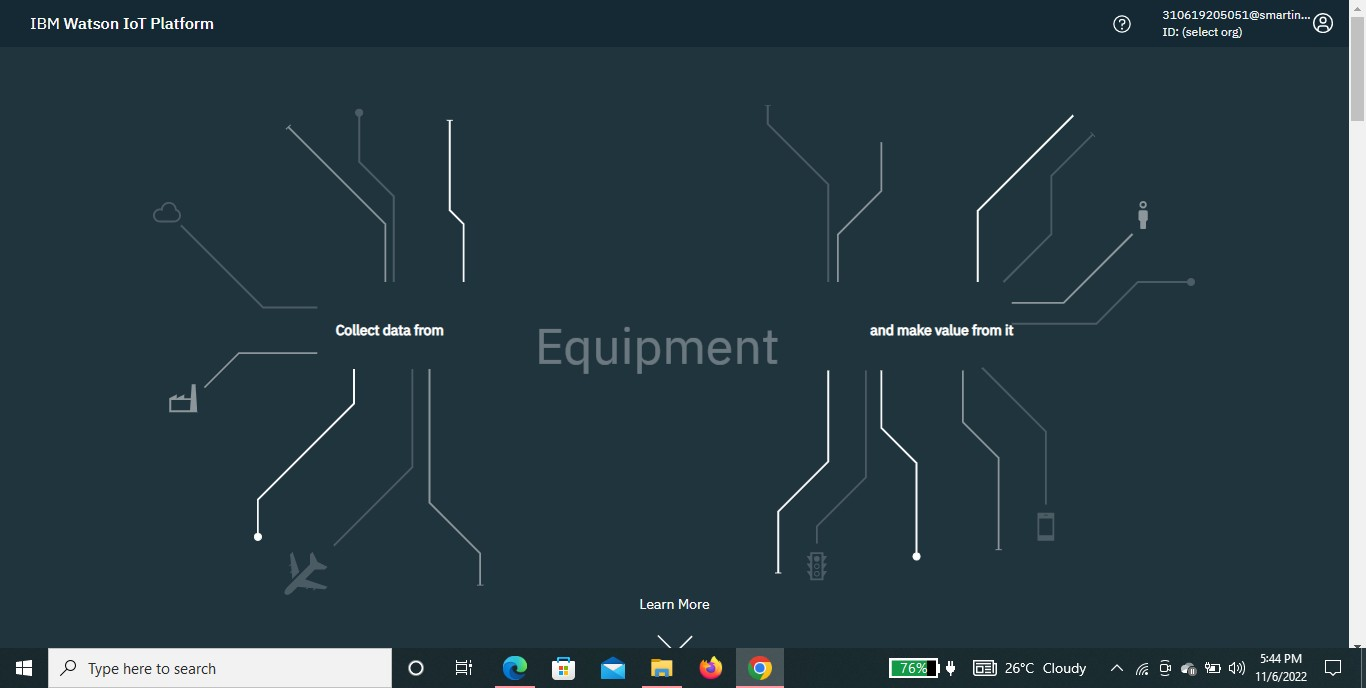 IBM Watson IoT Platform
310619205051@smartin...
ID: (select org)
Collect data from
Equipment
and make value from it
Learn More
Type here to search
76%
26°C Cloudy
5:44 PM
11/6/2022